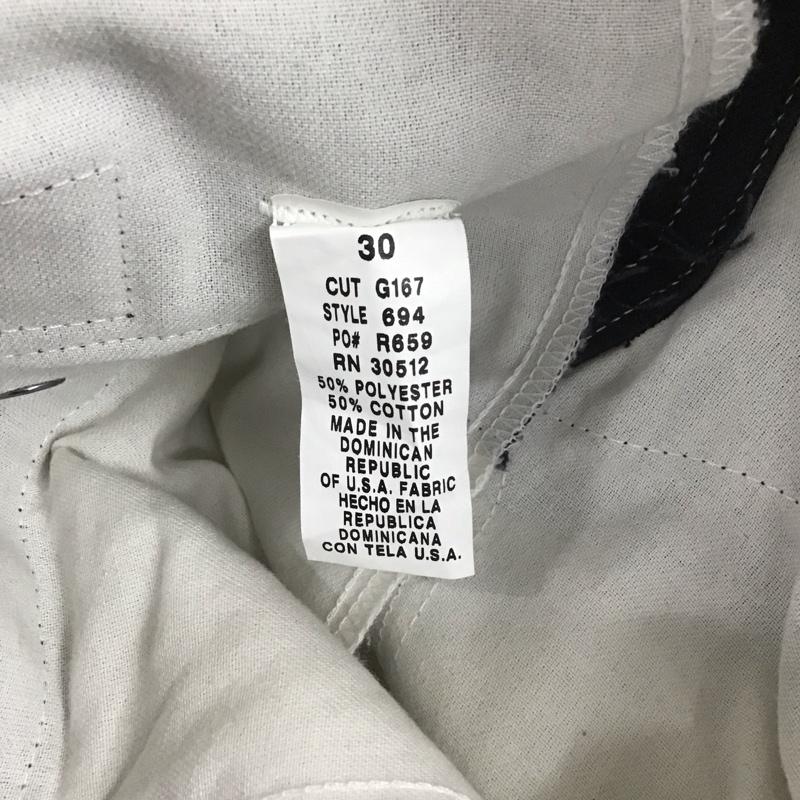 30
CUT G167
STYLE 694
PO# R659
RN 30512
50% POLYESTER
50% COTTON
MADE IN THE
DOMINICAN
REPUBLIC
OF U.S.A. FABRIC
HECHO EN LA
REPUBLICA
DOMINICANA
CON TELA U.S.A.